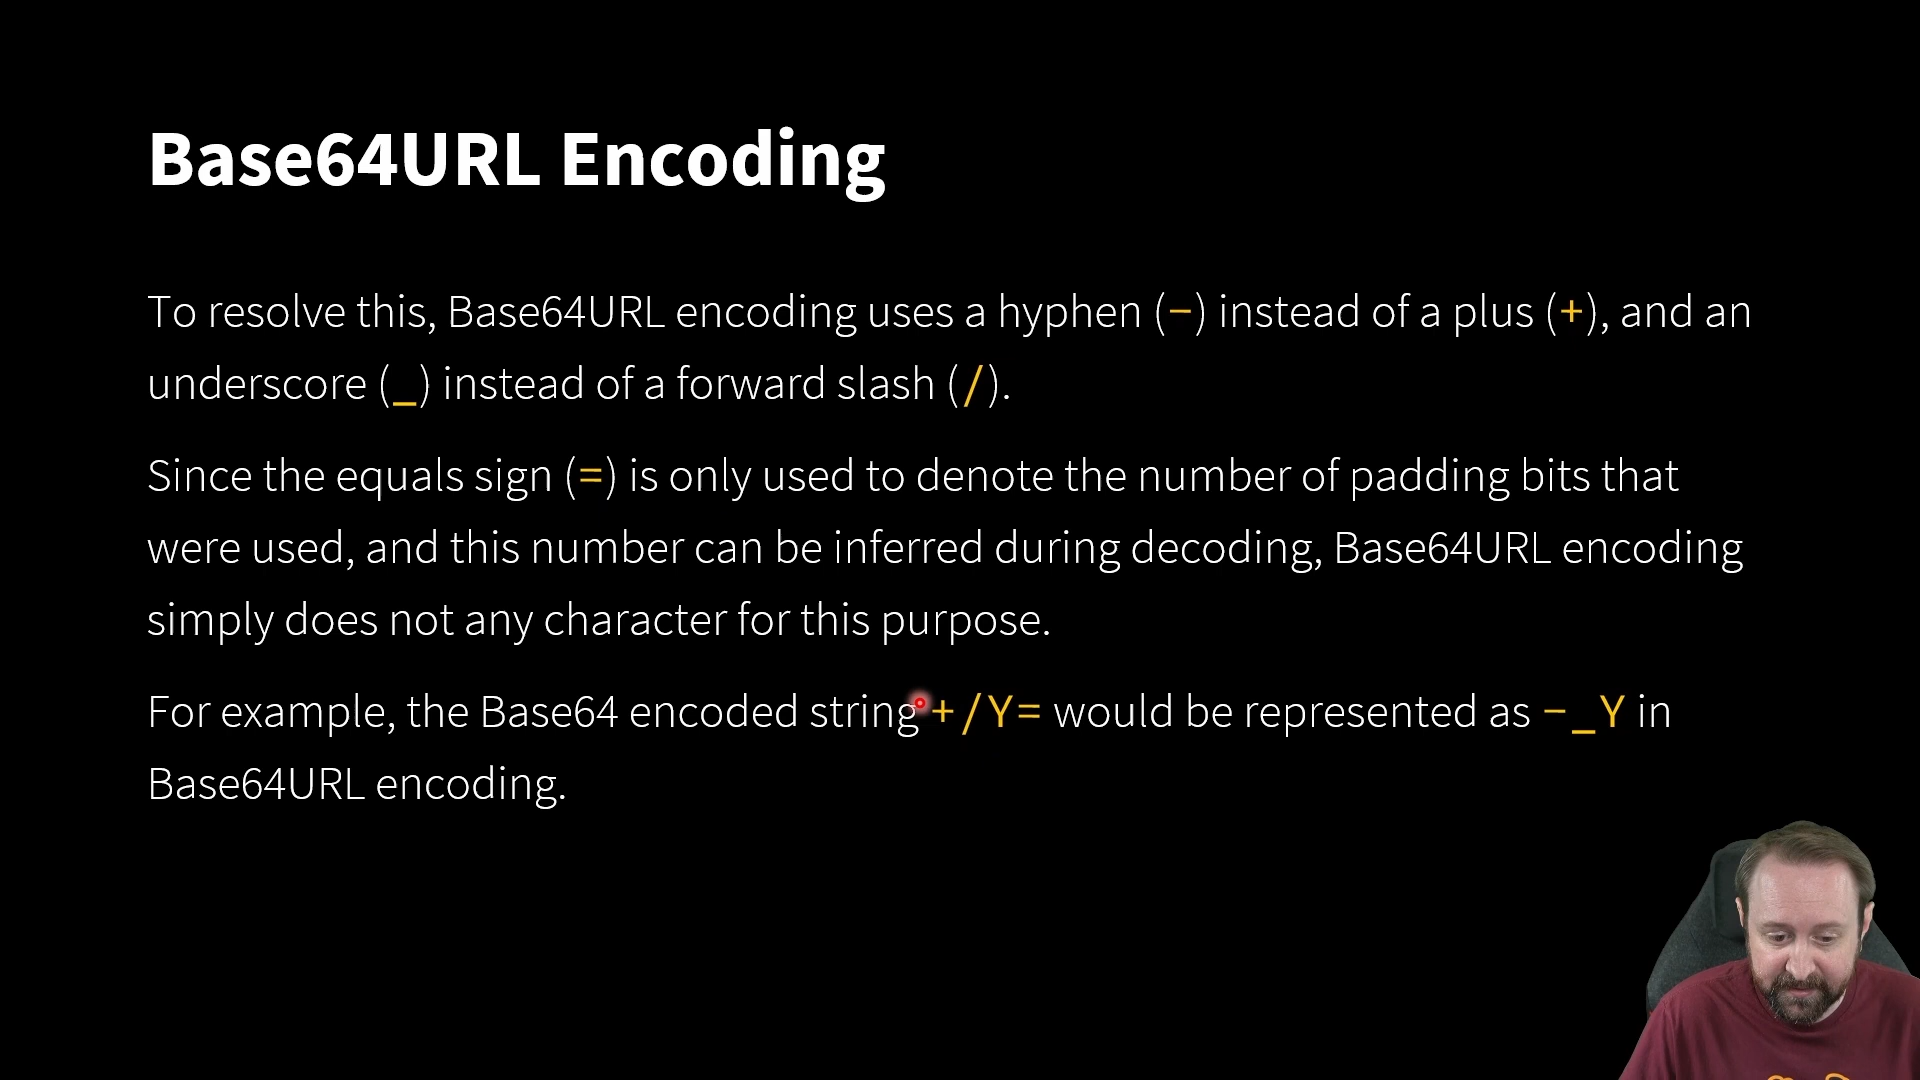 Base64URL Encoding
To resolve this, Base64URL encoding uses a hyphen (-) instead of a plus (+), and an
underscore (_) instead of a forward slash (/).
Since the equals sign (=) is only used to denote the number of padding bits that
were used, and this number can be inferred during decoding, Base64URL encoding
simply does not any character for this purpose.
For example, the Base64 encoded string +/Y= would be represented as -_Y in
Base64URL encoding.